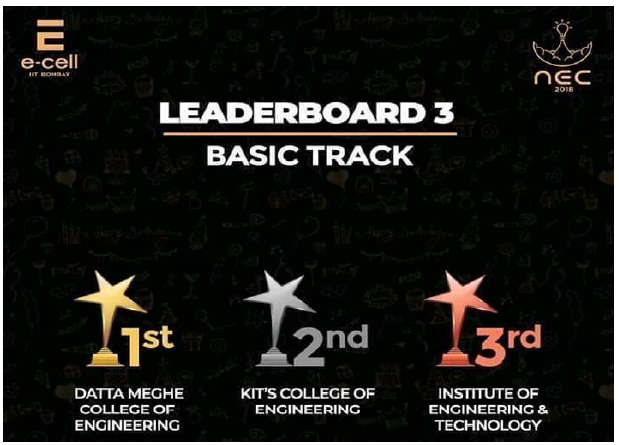 e-cell
IIT BOMBAY
nec
2018
LEADERBOARD 3
BASIC TRACK
1st
2nd
3rd
DATTA MEGHE
COLLEGE OF
ENGINEERING
KIT'S COLLEGE OF
ENGINEERING
INSTITUTE OF
ENGINEERING &
TECHNOLOGY